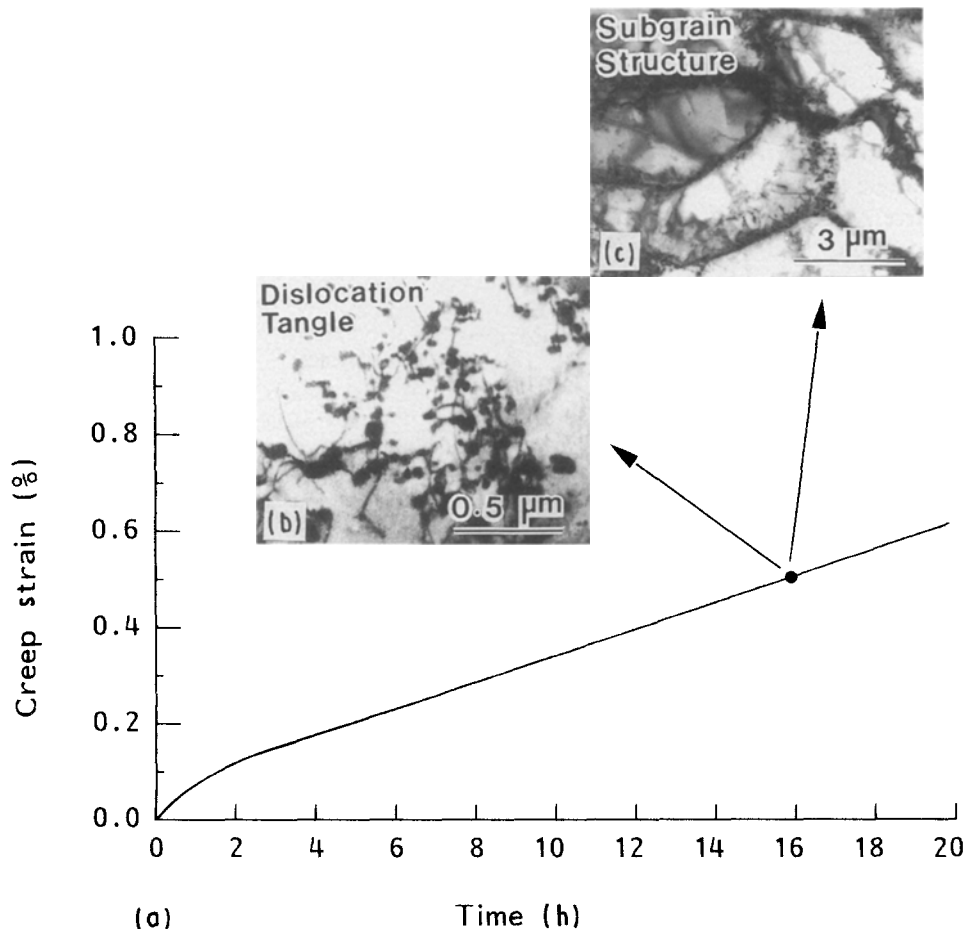 Subgrain
Structure
(c)
3 μm
Dislocation
Tangle
(b)
0.5 μm
1.0
0.8
0.6
0.4
0.2
0.0
Creep strain (%)
0 2 4 6 8 10 12 14 16 18 20
(a) Time (h)